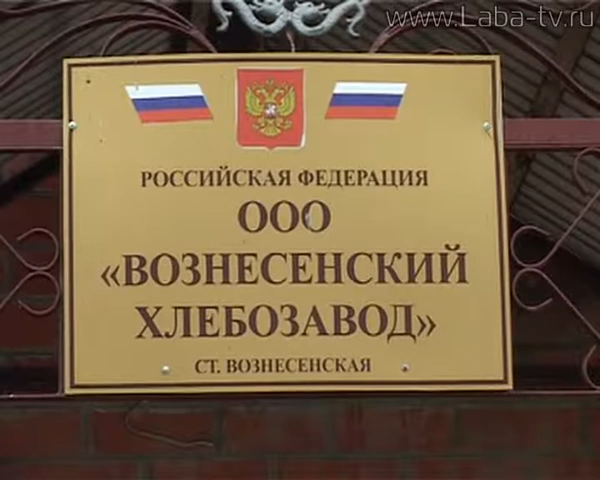 www.Laba-tv.ru
РОССИЙСКАЯ ФЕДЕРАЦИЯ
ООО
«ВОЗНЕСЕНСКИЙ
ХЛЕБОЗАВОД»
СТ. ВОЗНЕСЕНСКАЯ